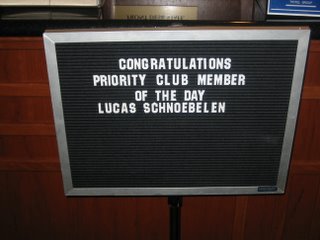 CONGRATULATIONS
PRIORITY CLUB MEMBER
OF THE DAY
LUCAS SCHNOEBELEN